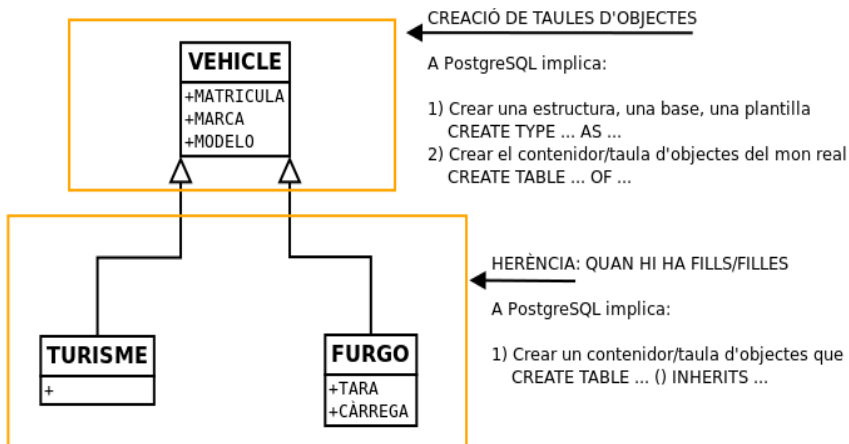 CREACIÓ DE TAULES D'OBJECTES
VEHICLE
+MATRICULA
+MARCA
+MODELO
A PostgreSQL implica:
1) Crear una estructura, una base, una plantilla
CREATE TYPE ... AS ...
2) Crear el contenidor/taula d'objectes del mon real
CREATE TABLE ... OF ...
HERÈNCIA: QUAN HI HA FILLS/FILLES
A PostgreSQL implica:
1) Crear un contenidor/taula d'objectes que
CREATE TABLE ... () INHERITS ...
TURISME
+
FURGO
+TARA
+CÀRREGA